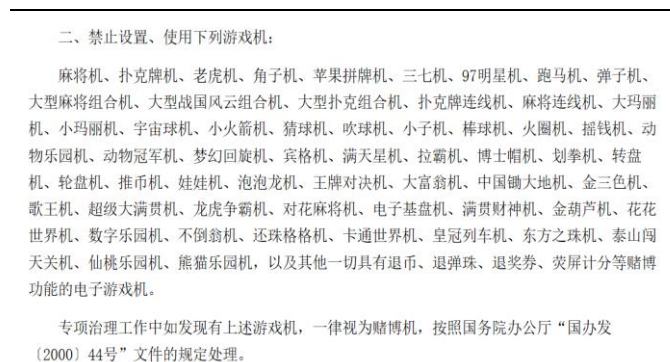 二、禁止设置、使用下列游戏机：
麻将机、扑克牌机、老虎机、角子机、苹果拼牌机、三七机、97明星机、跑马机、弹子机、
大型麻将组合机、大型战国风云组合机、大型扑克组合机、扑克牌连线机、麻将连线机、大玛丽
机、小玛丽机、宇宙球机、小火箭机、猜球机、吹球机、小子机、棒球机、火圈机、摇钱机、动
物乐园机、动物冠军机、梦幻回旋机、宾格机、满天星机、拉霸机、博士帽机、划拳机、转盘
机、轮盘机、推币机、娃娃机、泡泡龙机、王牌对决机、大富翁机、中国锄大地机、金三色机、
歌王机、超级大满贯机、龙虎争霸机、对花麻将机、电子基盘机、满贯财神机、金葫芦机、花花
世界机、数字乐园机、不倒翁机、还珠格格机、卡通世界机、皇冠列车机、东方之珠机、泰山闯
天关机、仙桃乐园机、熊猫乐园机，以及其他一切具有退币、退弹珠、退奖券、荧屏计分等赌博
功能的电子游戏机。
专项治理工作中如发现有上述游戏机，一律视为赌博机，按照国务院办公厅“国办发
〔2000〕44号”文件的规定处理。